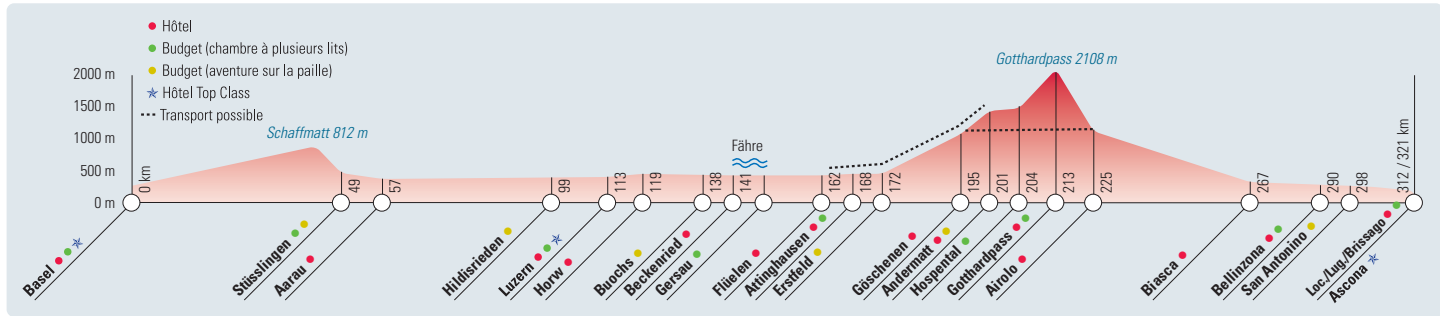 Hôtel
Budget (chambre à plusieurs lits)
Budget (aventure sur la paille)
Hôtel Top Class
Transport possible
2000 m
1500 m
1000 m
500 m
0 m
Schaffmatt 812 m
Gotthardpass 2108 m
Fähre
0 km
49
57
99
113
119
138
141
162
168
172
195
201
204
213
225
267
290
298
312 / 321 km
Basel
Stüsslingen
Aarau
Hildisrieden
Luzern
Horw
Buochs
Beckenried
Gersau
Flüelen
Attinghausen
Erstfeld
Göschenen
Andermatt
Hospental
Gotthardpass
Airolo
Biasca
Bellinzona
San Antonino
Loc./Lug./Brissago
Ascona